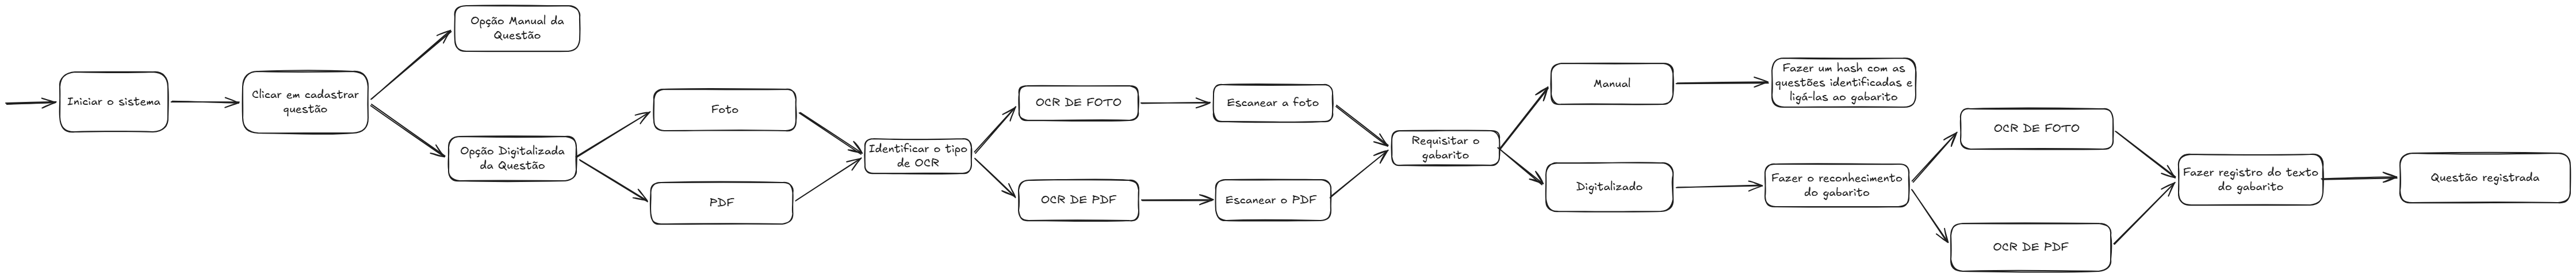 Iniciar o sistema
Clicar em cadastrar
questão
Opção Manual da
Questão
Opção Digitalizada
da Questão
Foto
PDF
Identificar o tipo
de OCR
OCR DE FOTO
OCR DE PDF
Escanear a foto
Escanear o PDF
Requisitar o
gabarito
Manual
Digitalizado
Fazer um hash com as
questões identificadas e
ligá-las ao gabarito
Fazer o reconhecimento
do gabarito
OCR DE FOTO
OCR DE PDF
Fazer registro do texto
do gabarito
Questão registrada